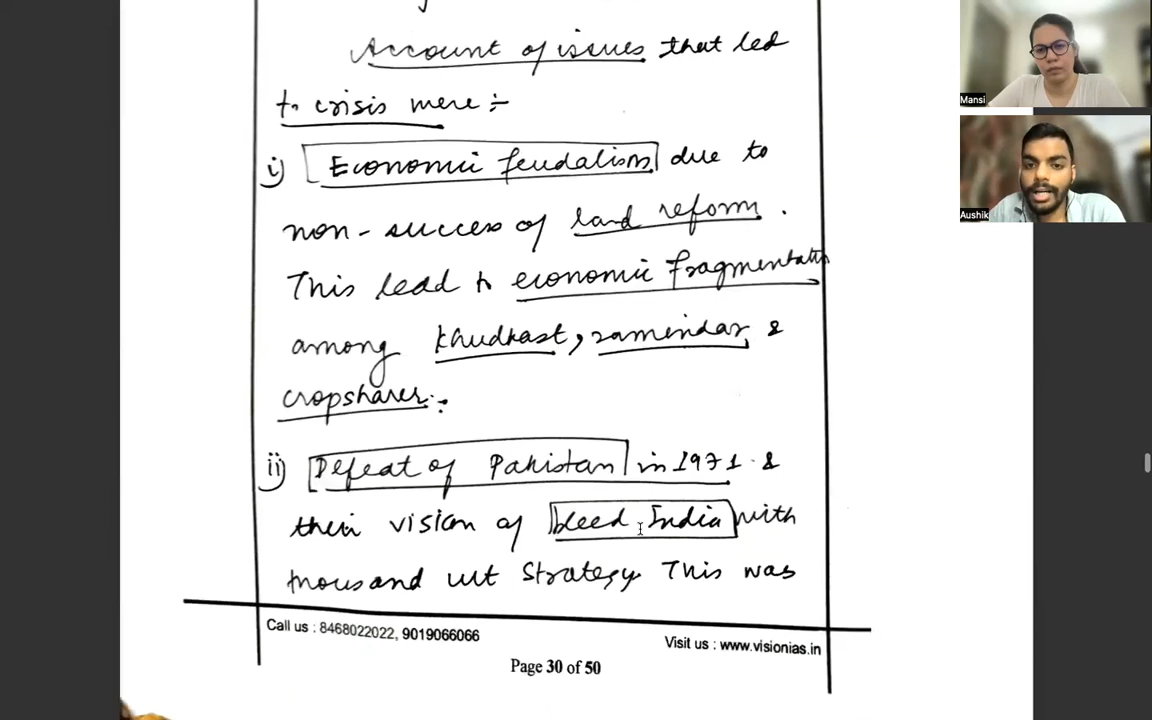 Account of issues that led
to crisis were :-
i) Economic feudalism due to
non-success of land reform.
This lead to economic fragmentatn
among Khudkast, zamindar &
cropsharer :-
ii) Defeat of Pakistan in 1971 &
their vision of bleed India with
thousand cut strategy. This was
Call us : 8468022022, 9019066066
Visit us : www.visionias.in
Page 30 of 50
Mansi
Aushik